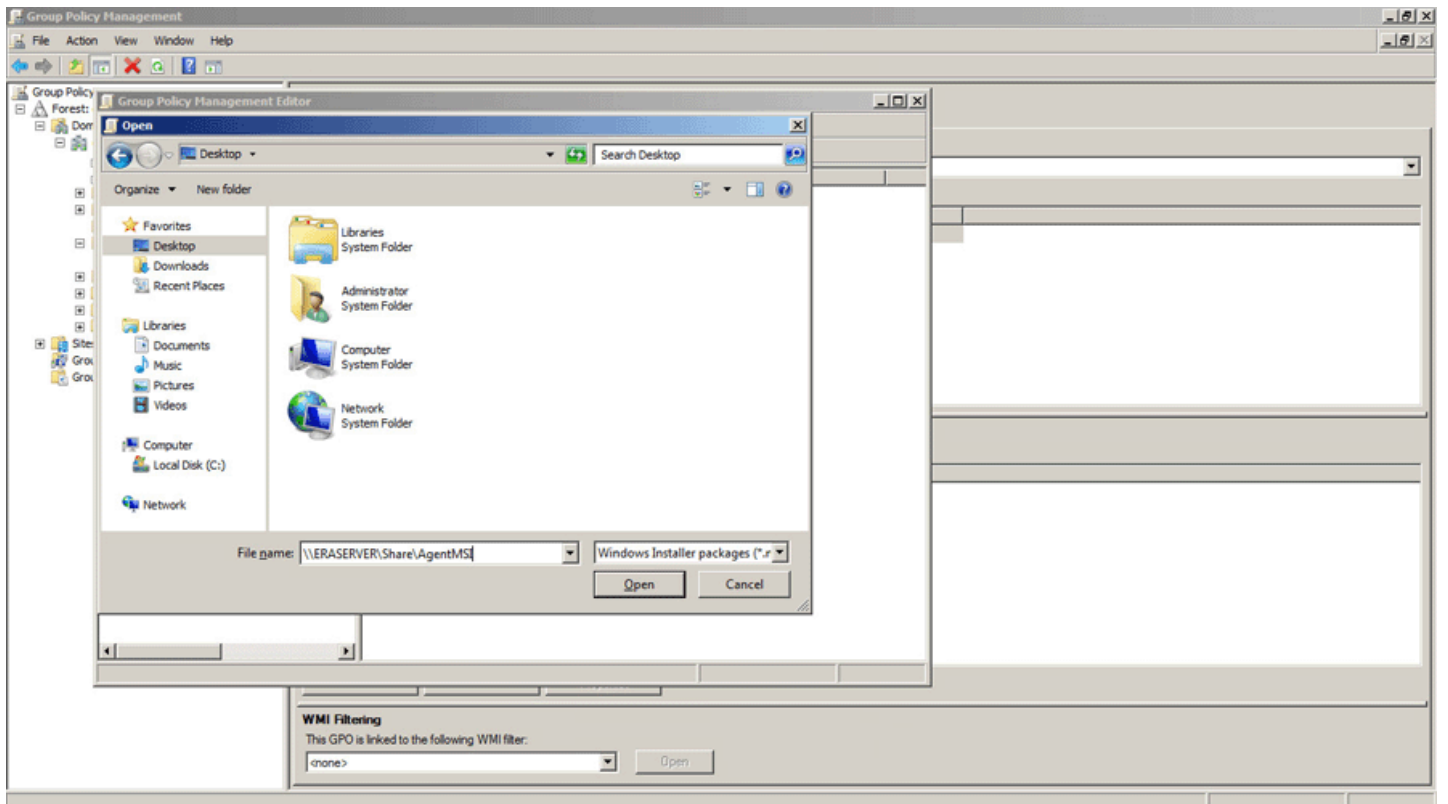 Group Policy Management
File Action View Window Help
Group Policy
Forest:
Group Policy Management Editor
Open
Desktop
Search Desktop
Organize New folder
Favorites
Desktop
Downloads
Recent Places
Libraries
Documents
Music
Pictures
Videos
Computer
Local Disk (C:)
Network
Libraries
System Folder
Administrator
System Folder
Computer
System Folder
Network
System Folder
File name: \\ERASERVER\Share\AgentMSI
Windows Installer packages ("*.
Open Cancel
WMI Filtering
This GPO is linked to the following WMI filter:
<none>
Open